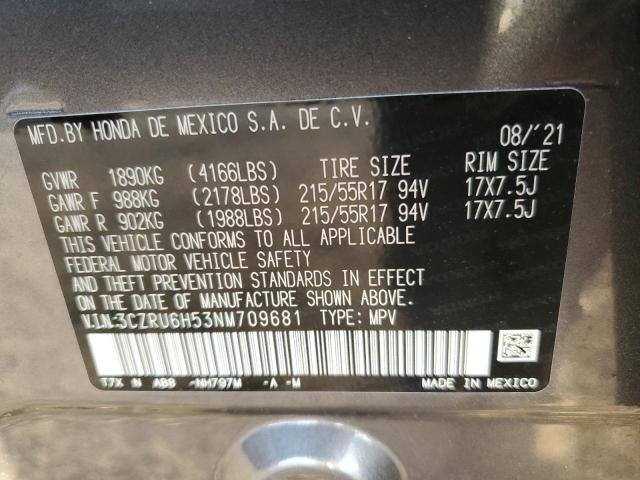 MFD.BY HONDA DE MEXICO S.A. DE C.V. 08/'21
GVWR 1890KG (4166LBS) TIRE SIZE RIM SIZE
GAWR F 988KG (2178LBS) 215/55R17 94V 17X7.5J
GAWR R 902KG (1988LBS) 215/55R17 94V 17X7.5J
THIS VEHICLE CONFORMS TO ALL APPLICABLE
FEDERAL MOTOR VEHICLE SAFETY
AND THEFT PREVENTION STANDARDS IN EFFECT
ON THE DATE OF MANUFACTURE SHOWN ABOVE.
V.I.N:3CZRU6H53NM709681 TYPE: MPV
T7X N ABB -NH797M -A -M MADE IN MEXICO